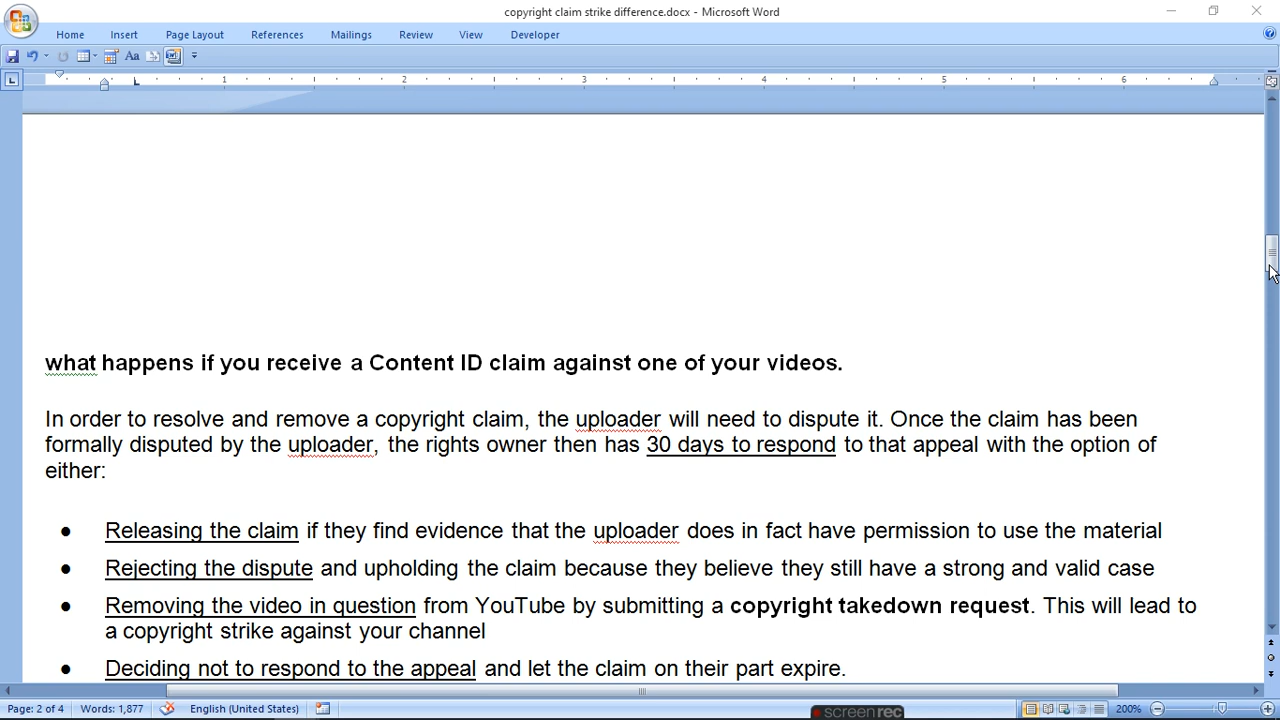 copyright claim strike difference.docx - Microsoft Word
Home Insert Page Layout References Mailings Review View Developer
Aa
L 1 2 3 4 5 6
what happens if you receive a Content ID claim against one of your videos.
In order to resolve and remove a copyright claim, the uploader will need to dispute it. Once the claim has been
formally disputed by the uploader, the rights owner then has 30 days to respond to that appeal with the option of
either:
● Releasing the claim if they find evidence that the uploader does in fact have permission to use the material
● Rejecting the dispute and upholding the claim because they believe they still have a strong and valid case
● Removing the video in question from YouTube by submitting a copyright takedown request. This will lead to
a copyright strike against your channel
● Deciding not to respond to the appeal and let the claim on their part expire.
Page: 2 of 4 Words: 1,877 English (United States) 200%
screenrec